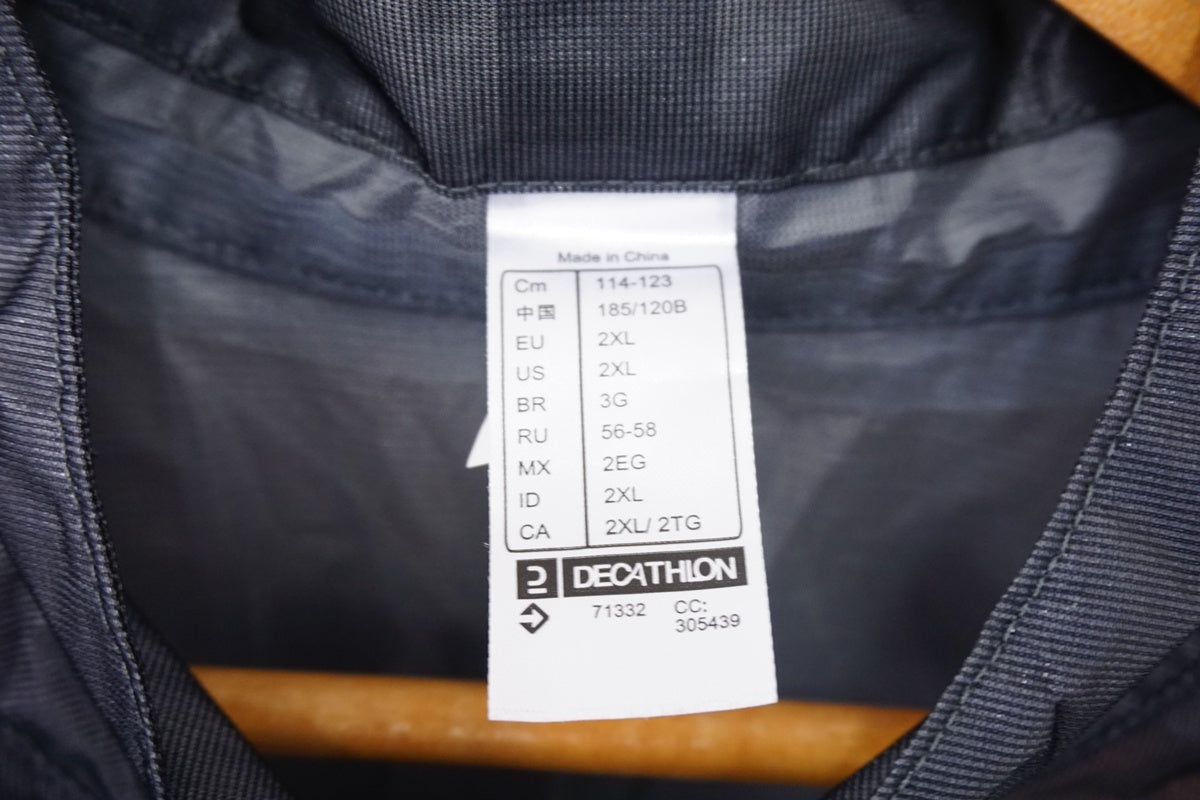 Made in China
Cm 114-123
中国 185/120B
EU 2XL
US 2XL
BR 3G
RU 56-58
MX 2EG
ID 2XL
CA 2XL/ 2TG
DECATHLON
71332 CC:
305439